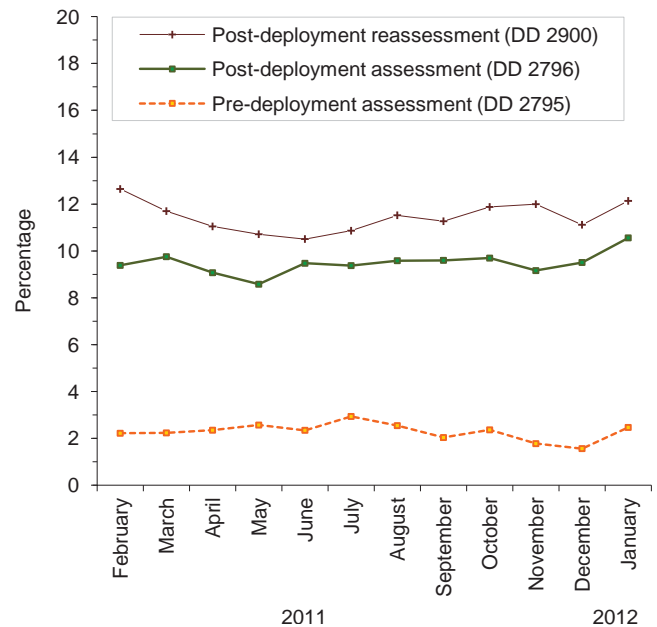 Post-deployment reassessment (DD 2900)
Post-deployment assessment (DD 2796)
Pre-deployment assessment (DD 2795)
Percentage
20
18
16
14
12
10
8
6
4
2
0
February
March
April
May
June
July
August
September
October
November
December
January
2011
2012